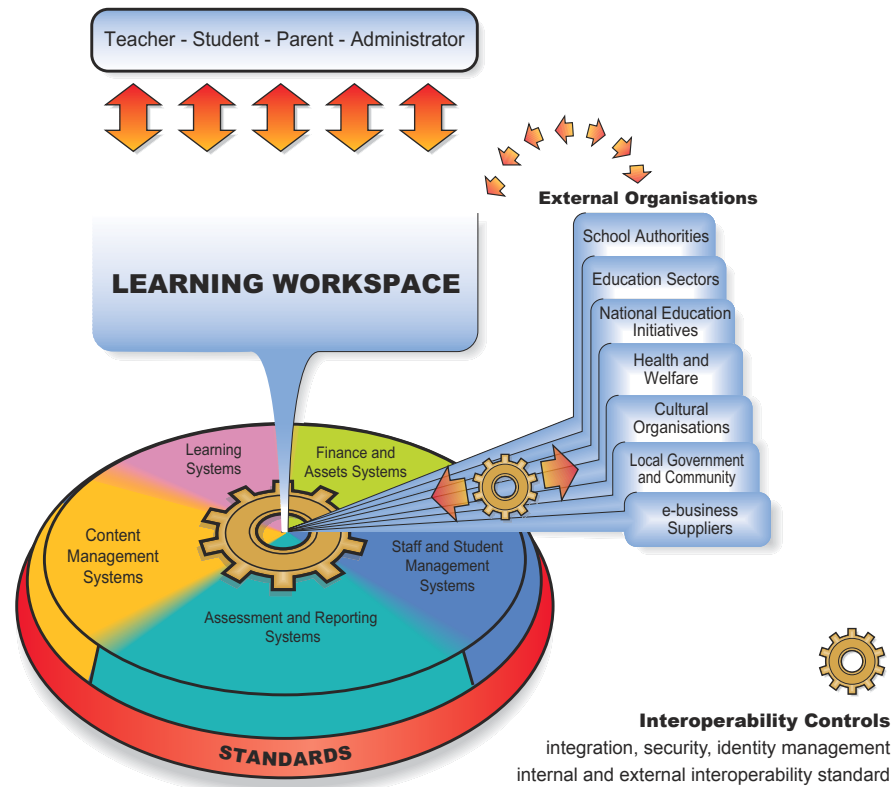 Teacher - Student - Parent - Administrator
External Organisations
School Authorities
Education Sectors
National Education
Initiatives
Health and
Welfare
Cultural
Organisations
Local Government
and Community
e-business
Suppliers
LEARNING WORKSPACE
Learning
Systems
Finance and
Assets Systems
Content
Management
Systems
Staff and Student
Management
Systems
Assessment and Reporting
Systems
STANDARDS
Interoperability Controls
integration, security, identity management
internal and external interoperability standard